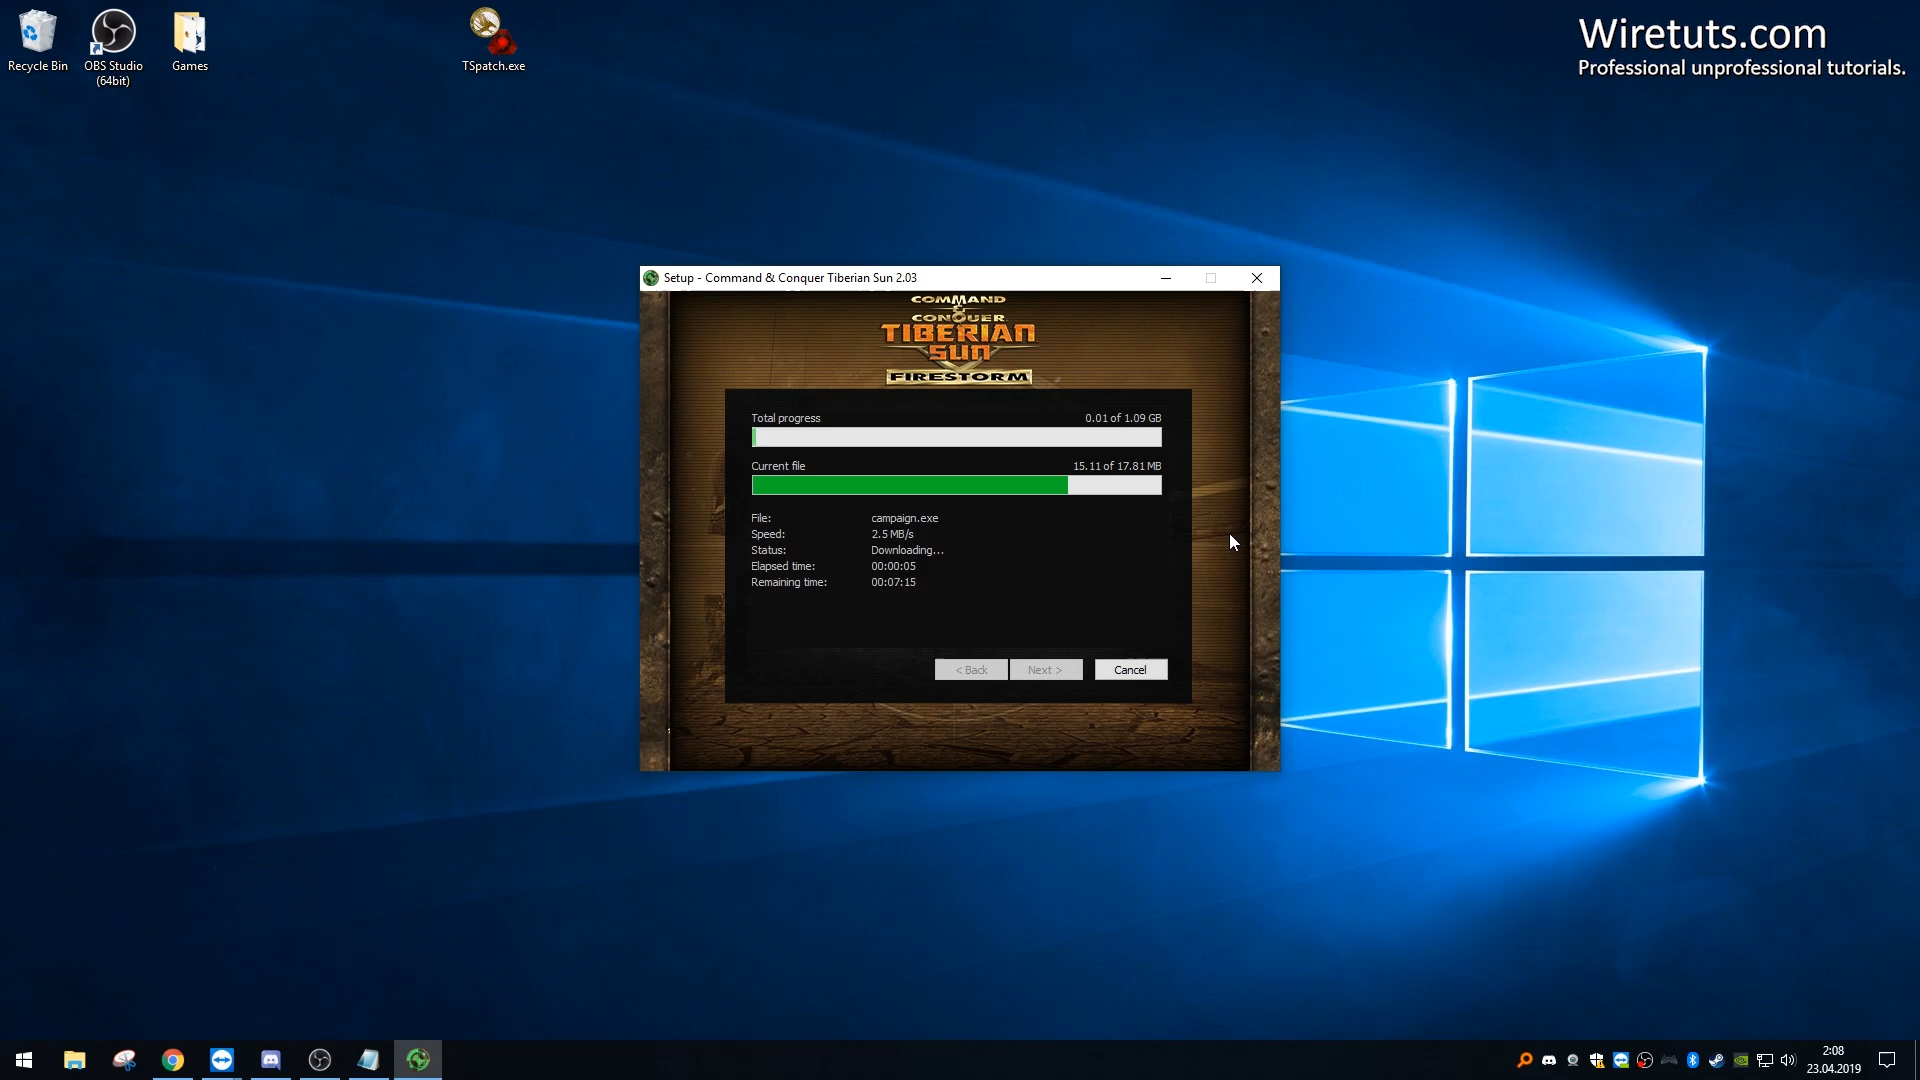 Recycle Bin
OBS Studio
(64bit)
Games
TSpatch.exe
Wiretuts.com
Professional unprofessional tutorials.
Setup - Command & Conquer Tiberian Sun 2.03
COMMAND
&
CONQUER
TIBERIAN
SUN
FIRESTORM
Total progress 0.01 of 1.09 GB
Current file 15.11 of 17.81 MB
File: campaign.exe
Speed: 2.5 MB/s
Status: Downloading...
Elapsed time: 00:00:05
Remaining time: 00:07:15
< Back Next > Cancel
2:08
23.04.2019